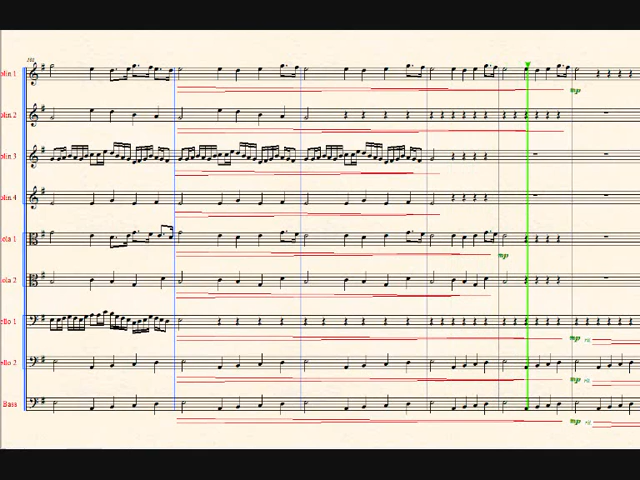 olin 1
mp
olin 2
olin 3
olin 4
ola 1
mp
ola 2
ello 1
mp
ello 2
mp
Bass
mp